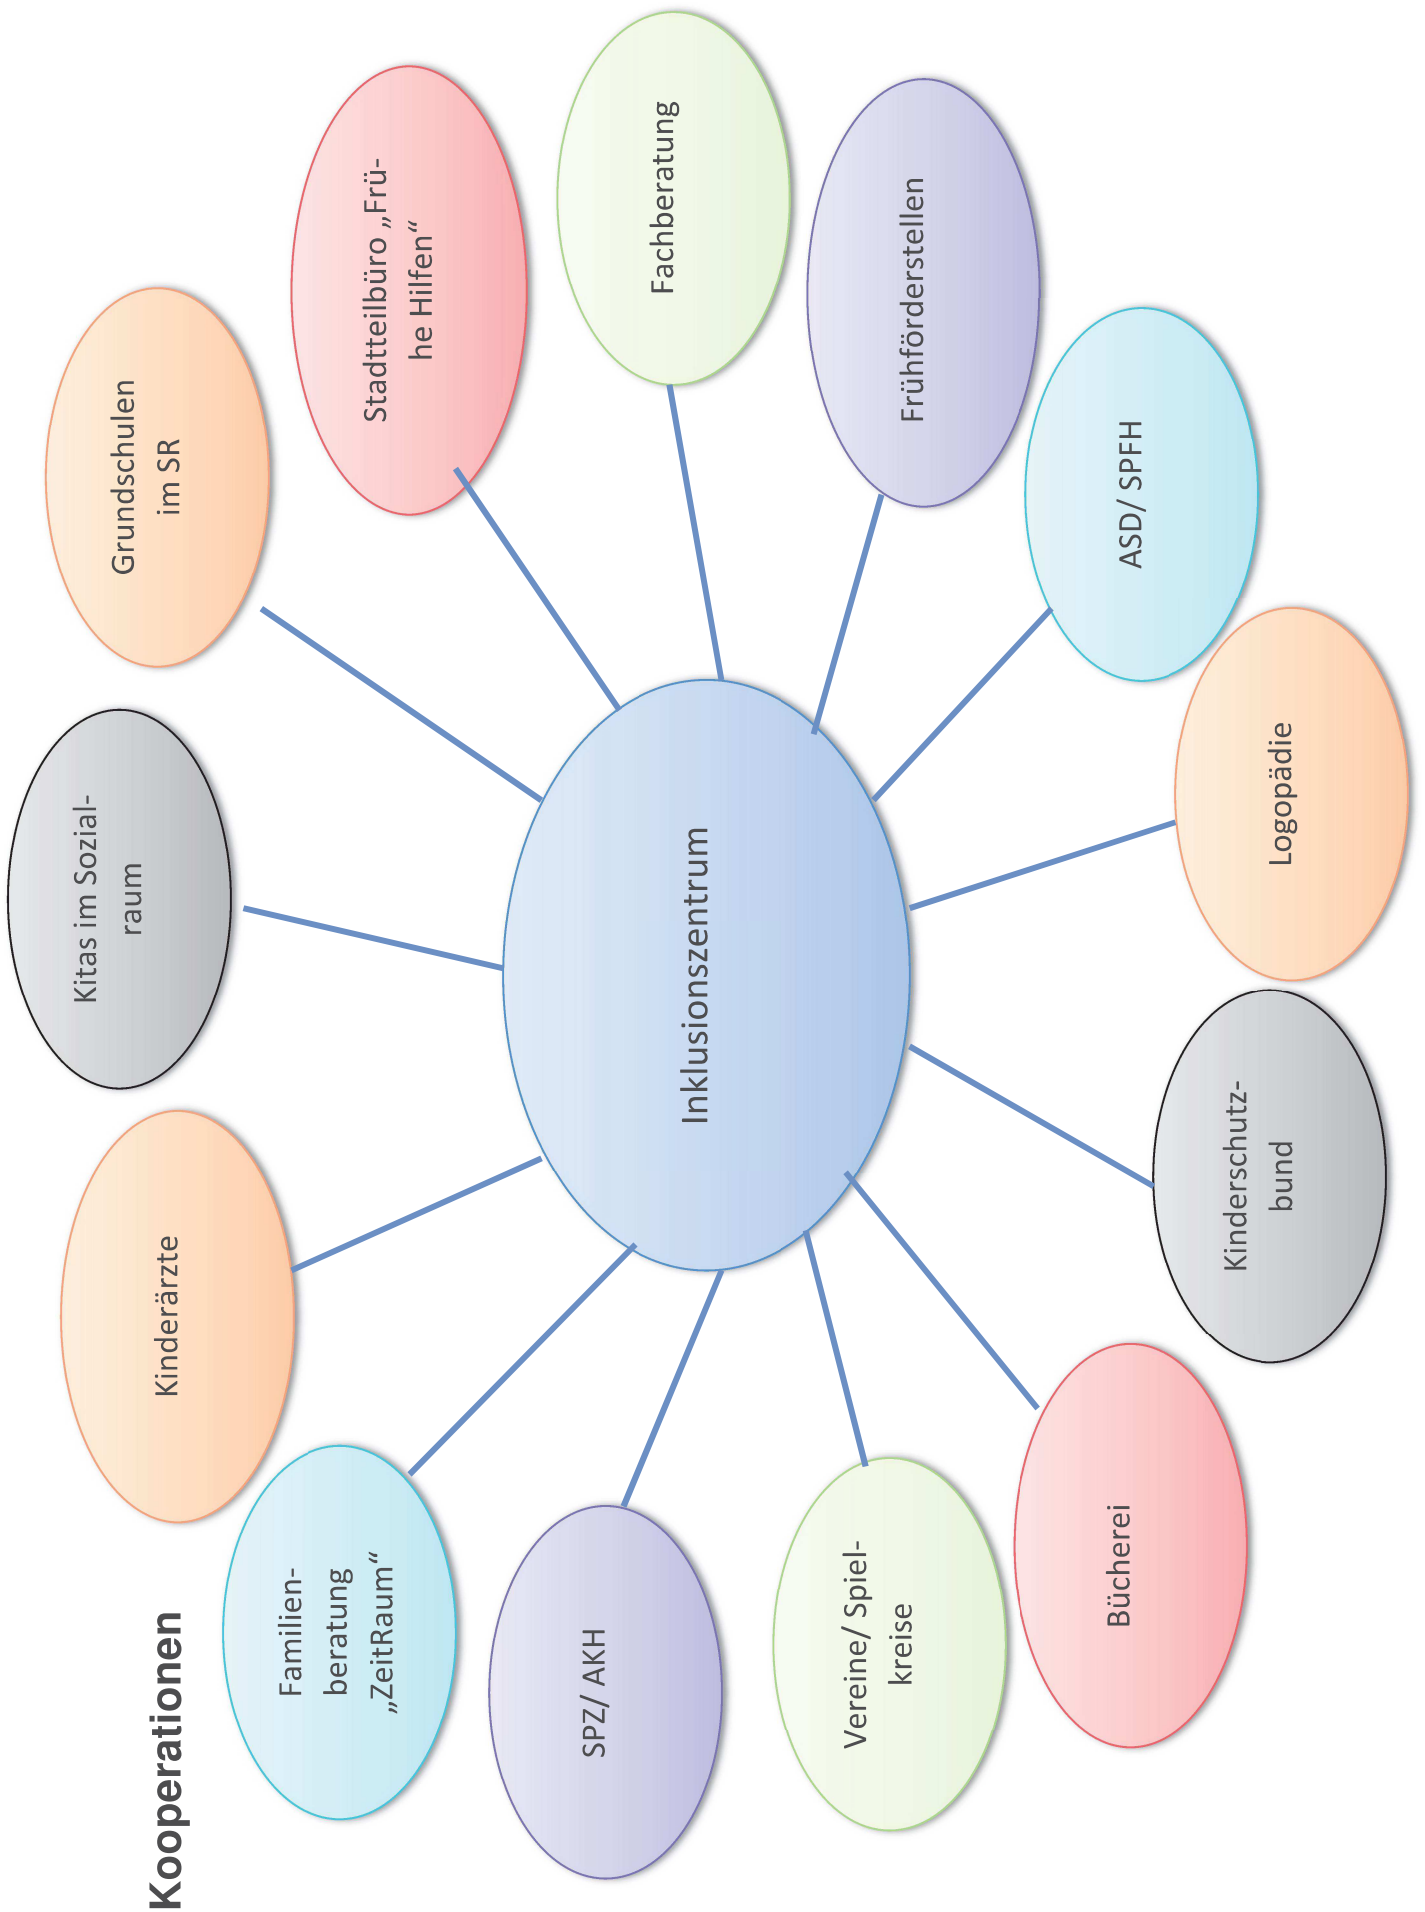 Kooperationen
Kinderärzte
Kitas im Sozial-
raum
Grundschulen
im SR
Stadtteilbüro „Frü-
he Hilfen“
Fachberatung
Frühförderstellen
ASD/ SPFH
Logopädie
Kinderschutz-
bund
Bücherei
Vereine/ Spiel-
kreise
SPZ/ AKH
Familien-
beratung
„ZeitRaum“
Inklusionszentrum